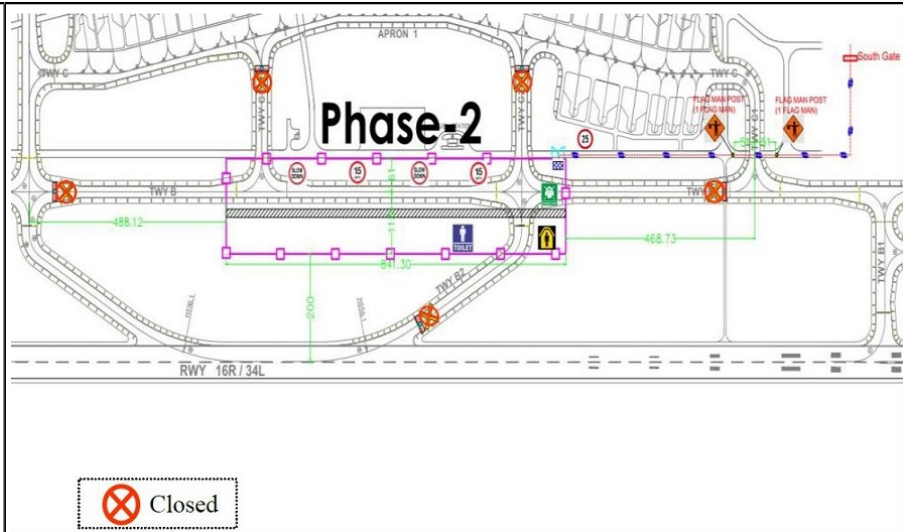 APRON 1
TWY C
TWY C
South Gate
FLAG MAN POST
(1 FLAG MAN)
FLAG MAN POST
(1 FLAG MAN)
TWY C
Phase-2
25
SLOW DOWN
15
SLOW DOWN
15
TWY B
TWY
488.12
468.73
TOILET
841.30
200
TWY B2
TWY B1
RWY 16R / 34L
Closed